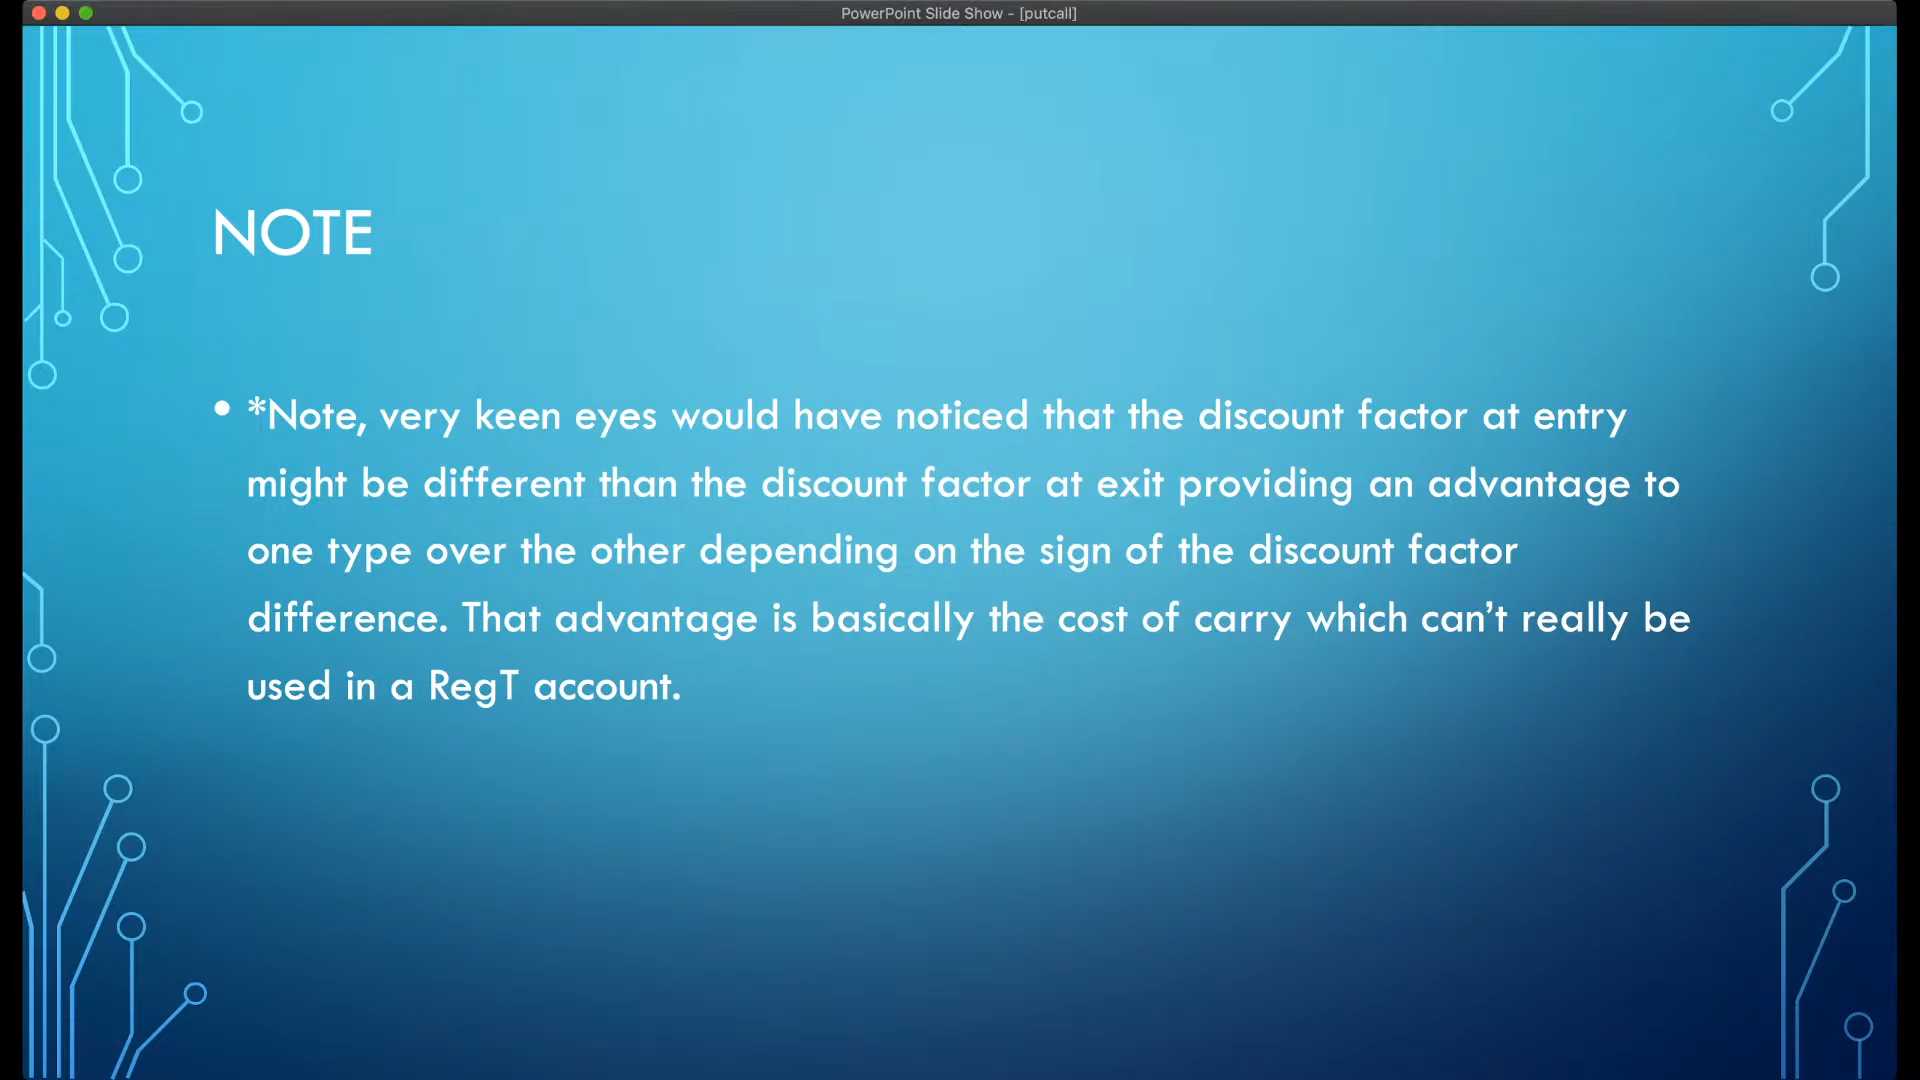 PowerPoint Slide Show - [putcall]
NOTE
• *Note, very keen eyes would have noticed that the discount factor at entry
might be different than the discount factor at exit providing an advantage to
one type over the other depending on the sign of the discount factor
difference. That advantage is basically the cost of carry which can’t really be
used in a RegT account.